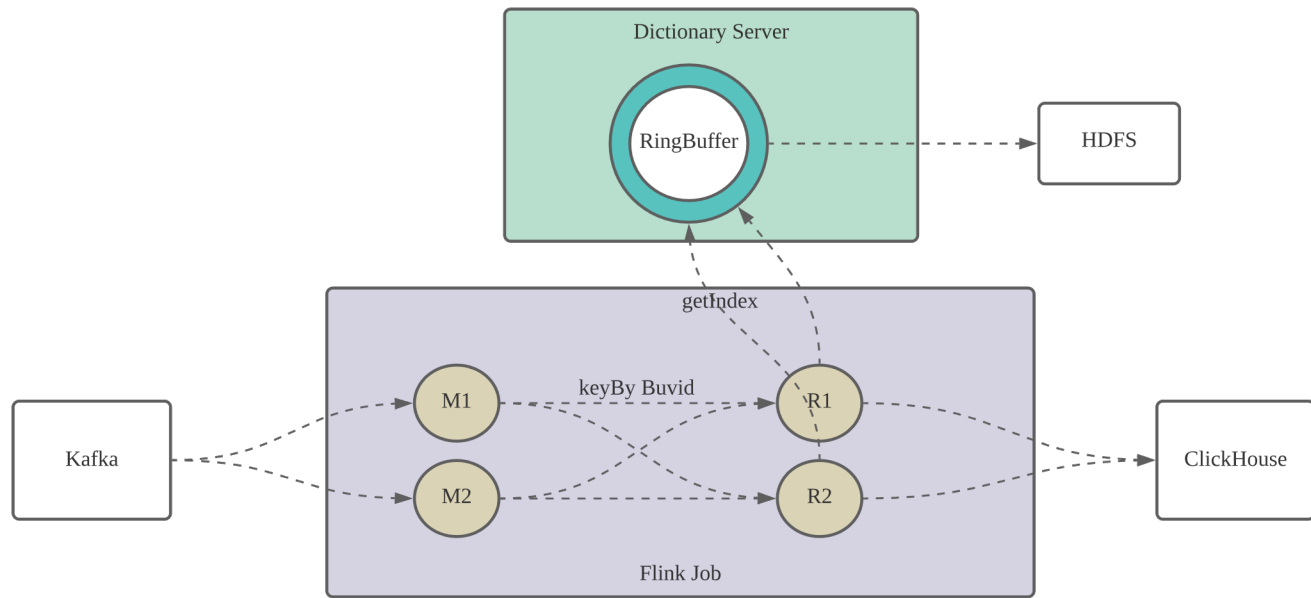 Dictionary Server
RingBuffer
HDFS
getIndex
keyBy Buvid
M1
R1
Kafka
ClickHouse
M2
R2
Flink Job